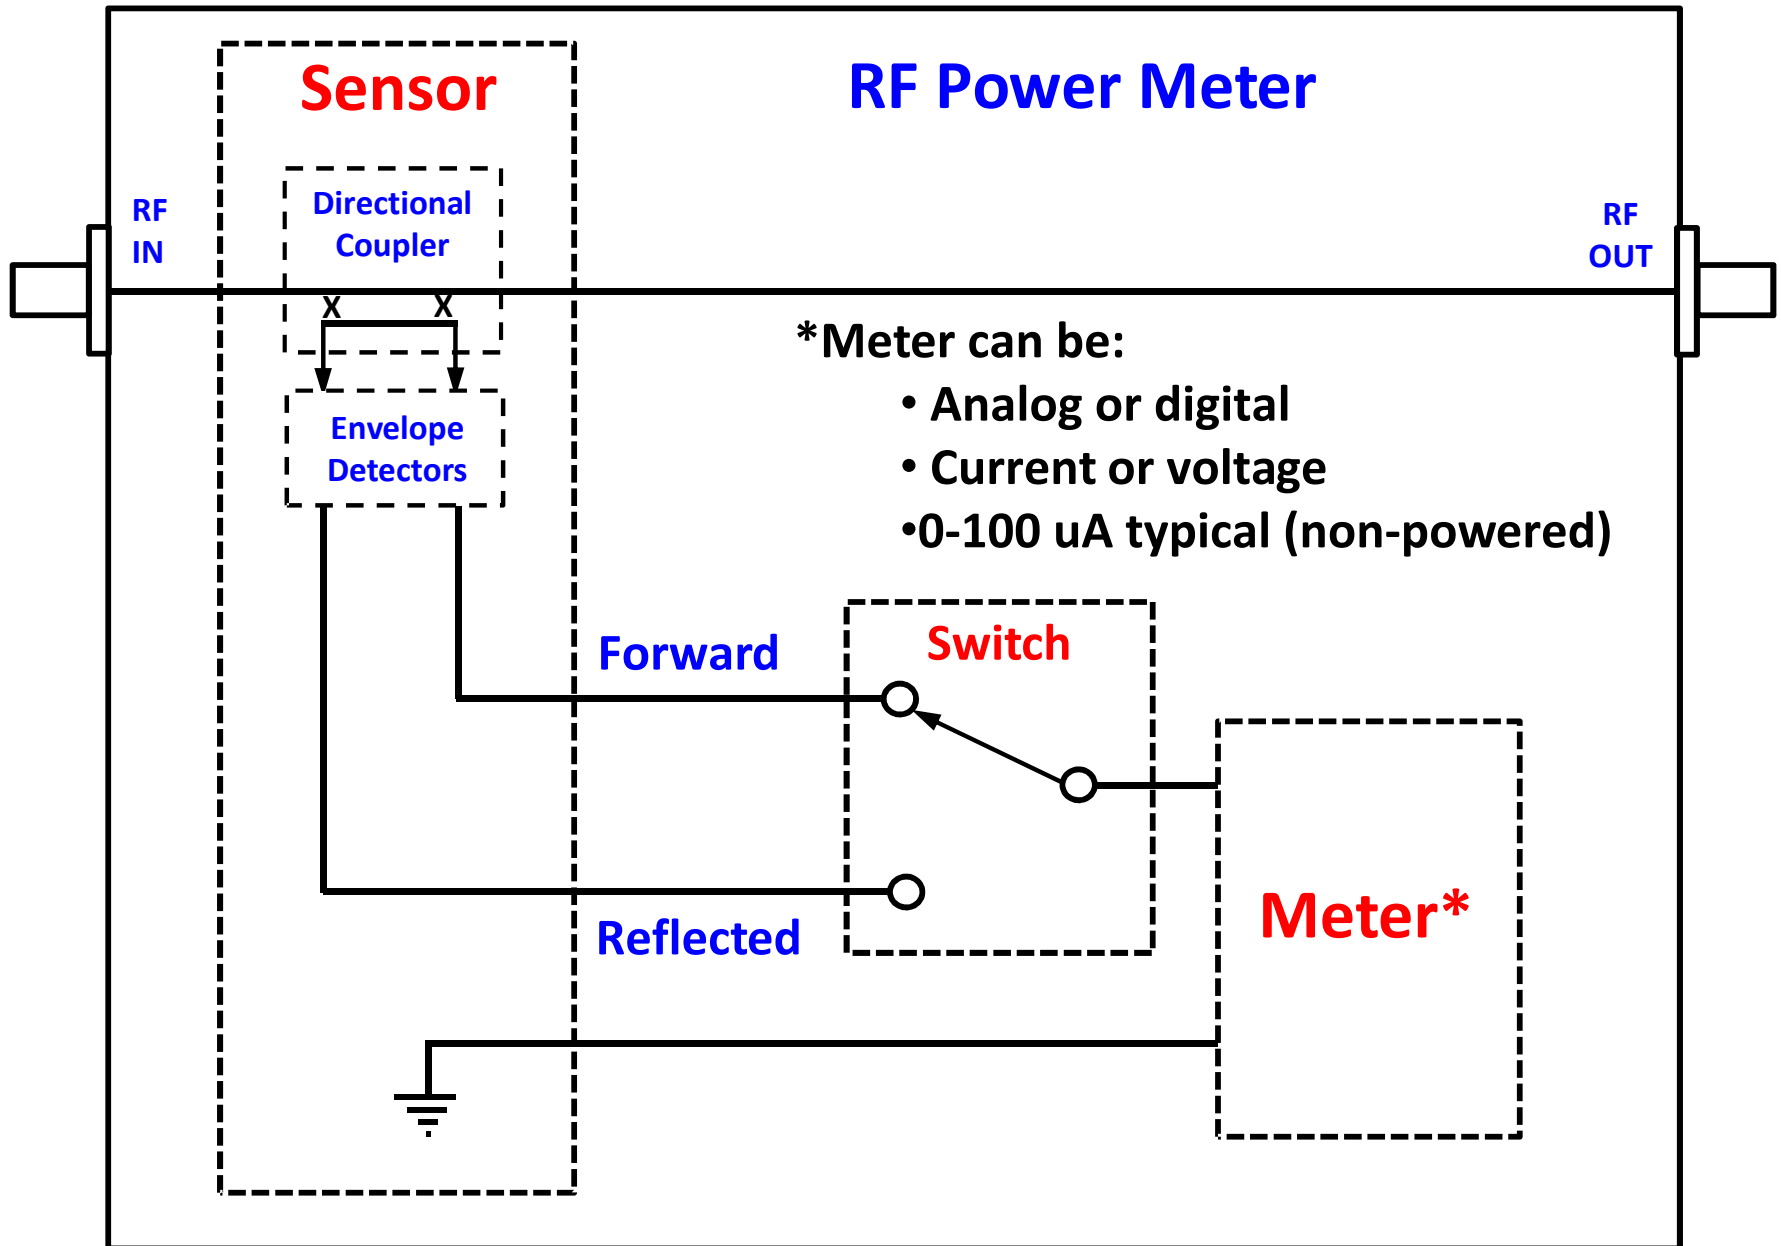 Sensor
RF Power Meter
RF
IN
Directional
Coupler
RF
OUT
X X
*Meter can be:
• Analog or digital
• Current or voltage
•0-100 uA typical (non-powered)
Envelope
Detectors
Forward
Switch
Reflected
Meter*